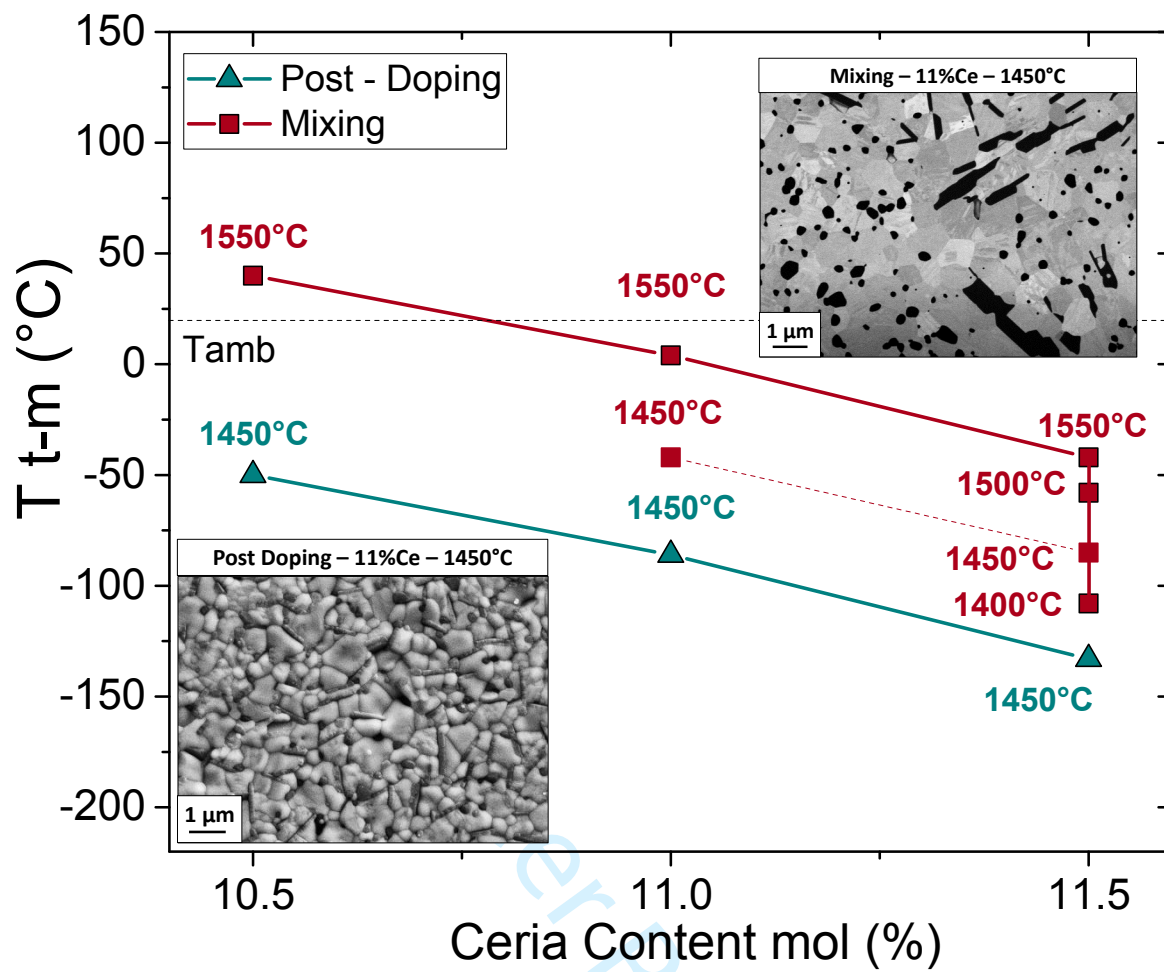 150
100
50
0
-50
-100
-150
-200
T t-m (°C)
Post - Doping
Mixing
Mixing – 11%Ce – 1450°C
1 µm
1550°C
1550°C
Tamb
1450°C
1450°C
1550°C
1500°C
1450°C
1450°C
1400°C
Post Doping – 11%Ce – 1450°C
1 µm
1450°C
er P
10.5
11.0
11.5
Ceria Content mol (%)